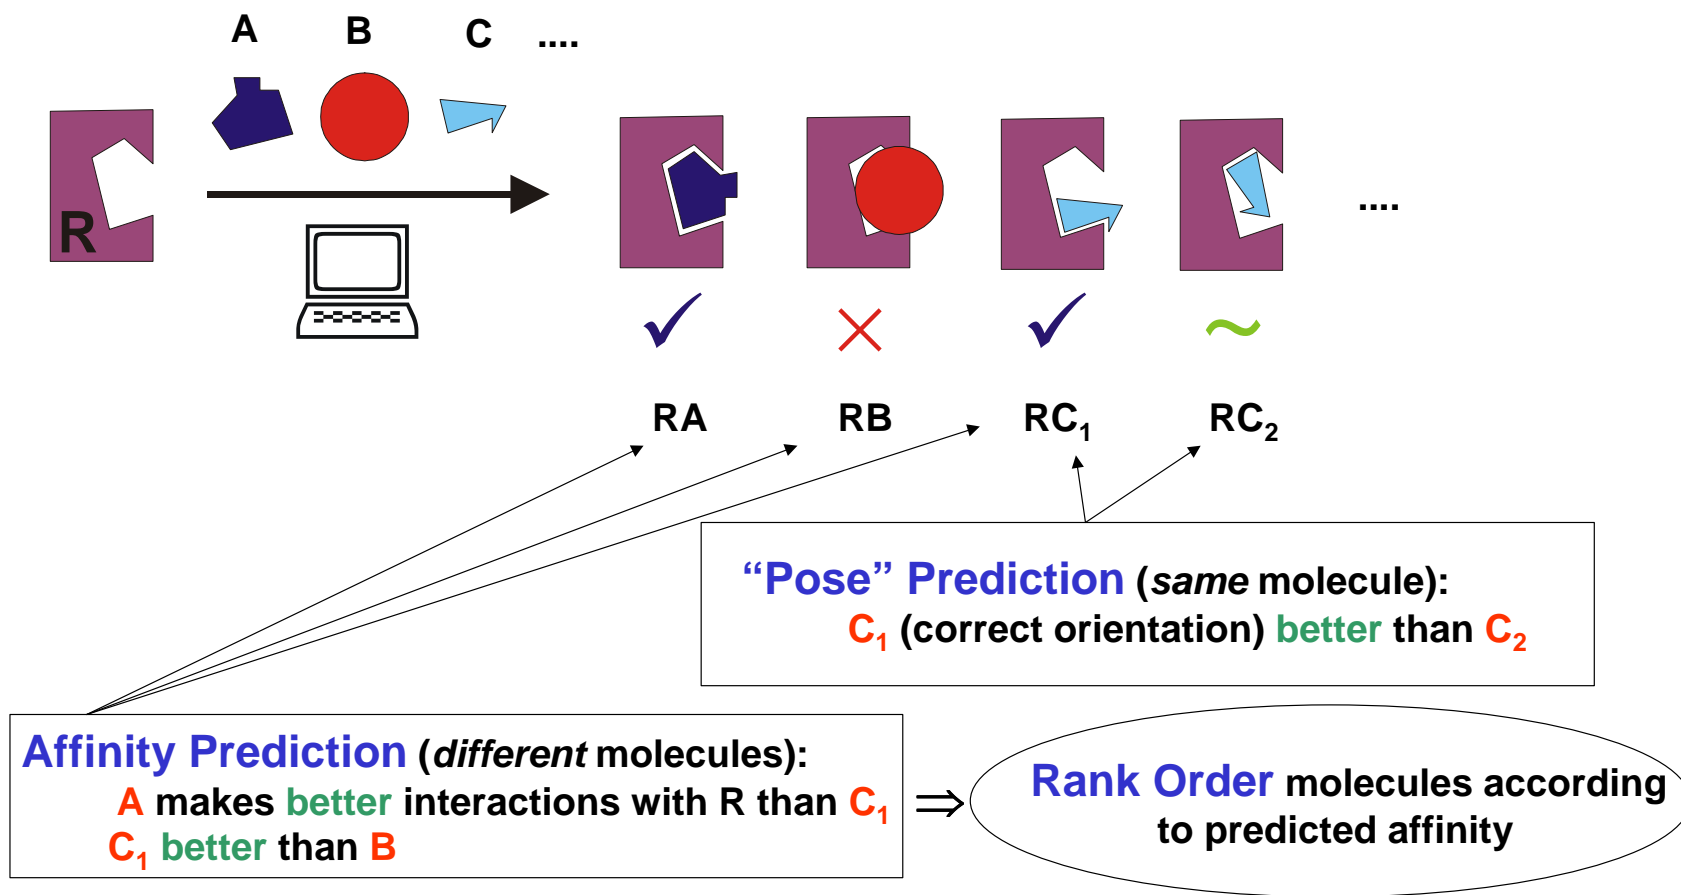 A B C ....
R
....
RA RB RC₁ RC₂
“Pose” Prediction (same molecule):
C₁ (correct orientation) better than C₂
Affinity Prediction (different molecules):
A makes better interactions with R than C₁
C₁ better than B
⇒
Rank Order molecules according
to predicted affinity